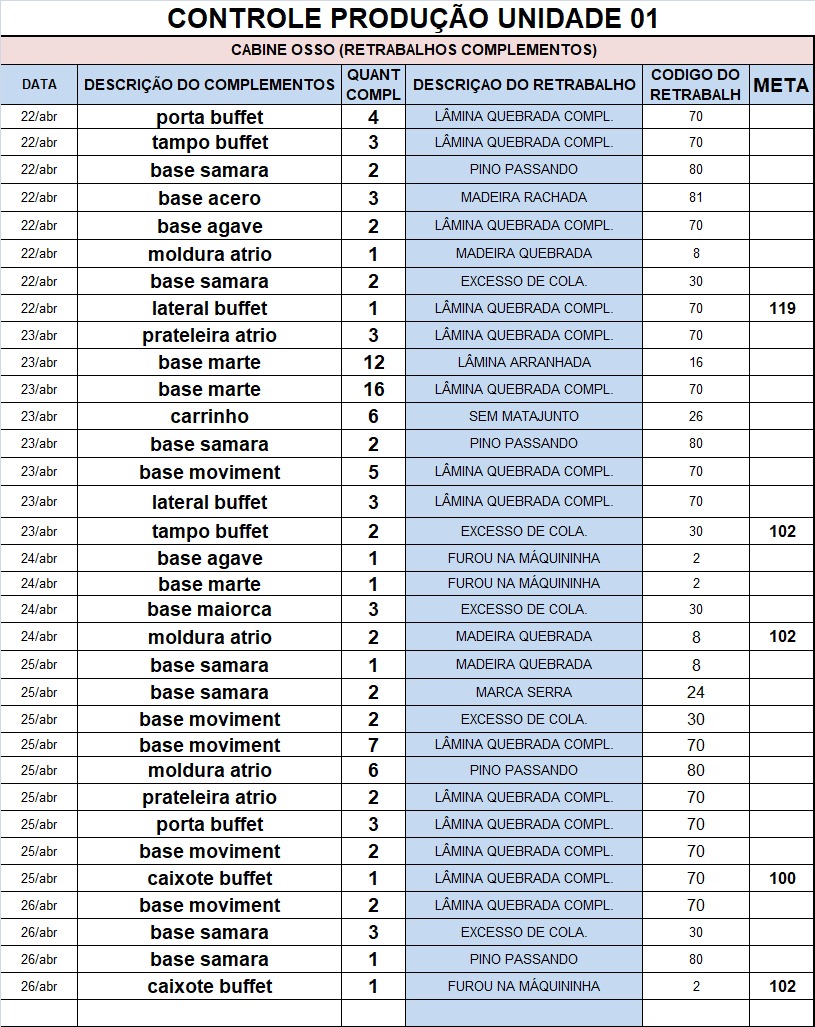 CONTROLE PRODUÇÃO UNIDADE 01
CABINE OSSO (RETRABALHOS COMPLEMENTOS)
DATA DESCRIÇÃO DO COMPLEMENTOS QUANT COMPL DESCRIÇAO DO RETRABALHO CODIGO DO RETRABALH META
22/abr porta buffet 4 LÂMINA QUEBRADA COMPL. 70
22/abr tampo buffet 3 LÂMINA QUEBRADA COMPL. 70
22/abr base samara 2 PINO PASSANDO 80
22/abr base acero 3 MADEIRA RACHADA 81
22/abr base agave 2 LÂMINA QUEBRADA COMPL. 70
22/abr moldura atrio 1 MADEIRA QUEBRADA 8
22/abr base samara 2 EXCESSO DE COLA. 30
22/abr lateral buffet 1 LÂMINA QUEBRADA COMPL. 70 119
23/abr prateleira atrio 3 LÂMINA QUEBRADA COMPL. 70
23/abr base marte 12 LÂMINA ARRANHADA 16
23/abr base marte 16 LÂMINA QUEBRADA COMPL. 70
23/abr carrinho 6 SEM MATAJUNTO 26
23/abr base samara 2 PINO PASSANDO 80
23/abr base moviment 5 LÂMINA QUEBRADA COMPL. 70
23/abr lateral buffet 3 LÂMINA QUEBRADA COMPL. 70
23/abr tampo buffet 2 EXCESSO DE COLA. 30 102
24/abr base agave 1 FUROU NA MÁQUININHA 2
24/abr base marte 1 FUROU NA MÁQUININHA 2
24/abr base maiorca 3 EXCESSO DE COLA. 30
24/abr moldura atrio 2 MADEIRA QUEBRADA 8 102
25/abr base samara 1 MADEIRA QUEBRADA 8
25/abr base samara 2 MARCA SERRA 24
25/abr base moviment 2 EXCESSO DE COLA. 30
25/abr base moviment 7 LÂMINA QUEBRADA COMPL. 70
25/abr moldura atrio 6 PINO PASSANDO 80
25/abr prateleira atrio 2 LÂMINA QUEBRADA COMPL. 70
25/abr porta buffet 3 LÂMINA QUEBRADA COMPL. 70
25/abr base moviment 2 LÂMINA QUEBRADA COMPL. 70
25/abr caixote buffet 1 LÂMINA QUEBRADA COMPL. 70 100
26/abr base moviment 2 LÂMINA QUEBRADA COMPL. 70
26/abr base samara 3 EXCESSO DE COLA. 30
26/abr base samara 1 PINO PASSANDO 80
26/abr caixote buffet 1 FUROU NA MÁQUININHA 2 102